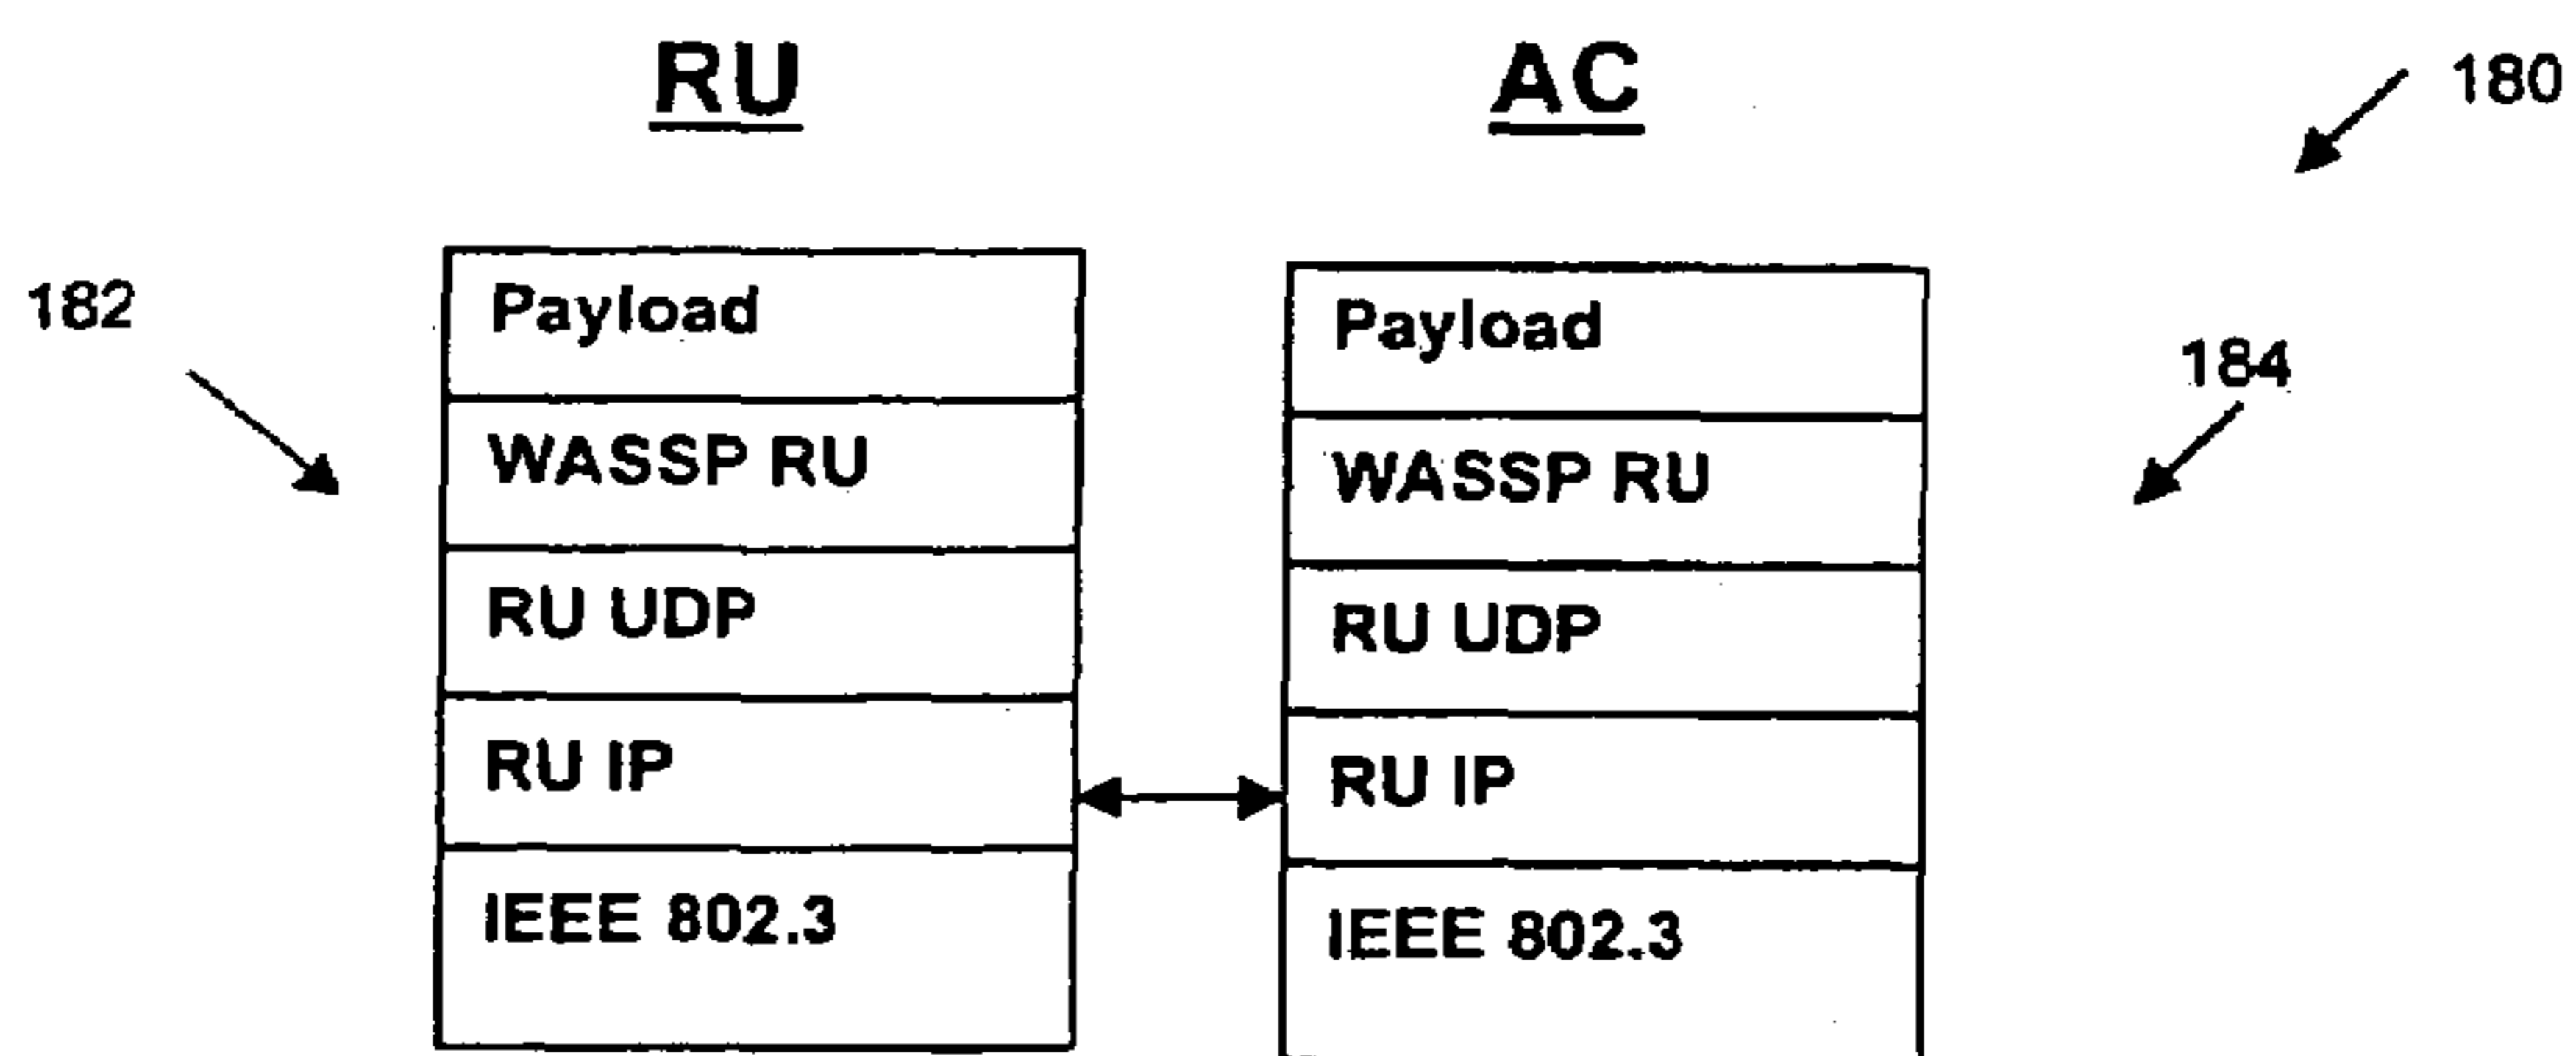 RU
AC
180
182
184
Payload
WASSP RU
RU UDP
RU IP
IEEE 802.3
Payload
WASSP RU
RU UDP
RU IP
IEEE 802.3